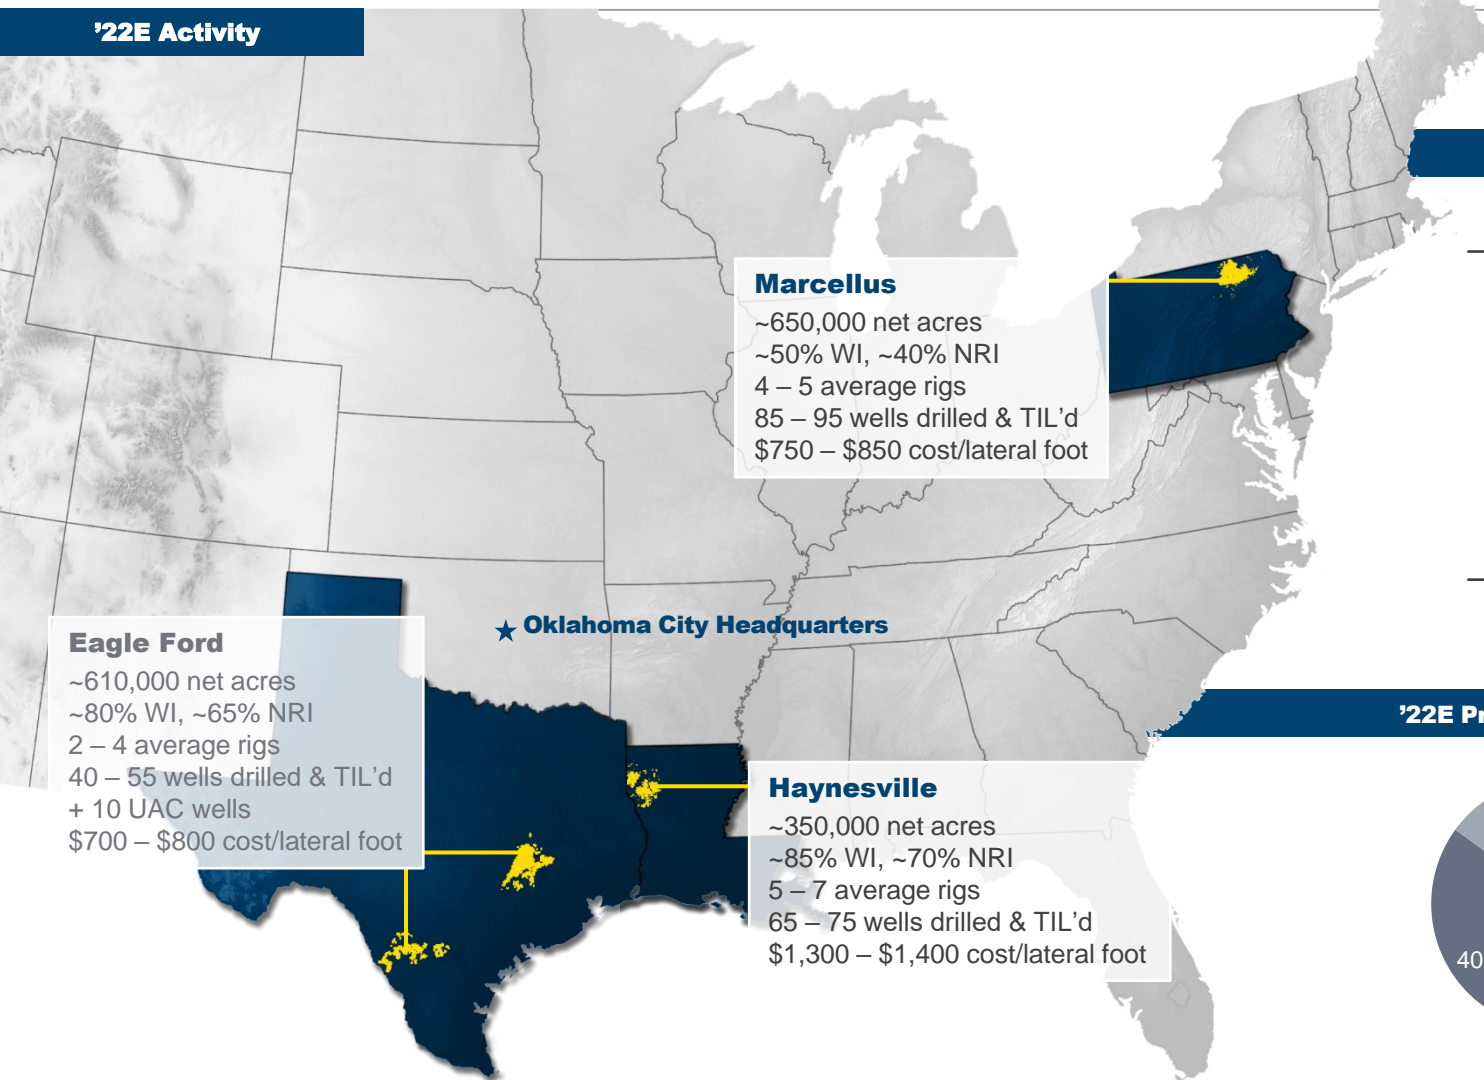 ’22E Activity
Marcellus
~650,000 net acres
~50% WI, ~40% NRI
4 – 5 average rigs
85 – 95 wells drilled & TIL’d
$750 – $850 cost/lateral foot
Oklahoma City Headquarters
Eagle Ford
~610,000 net acres
~80% WI, ~65% NRI
2 – 4 average rigs
40 – 55 wells drilled & TIL’d
+ 10 UAC wells
$700 – $800 cost/lateral foot
’22E Pr
Haynesville
~350,000 net acres
~85% WI, ~70% NRI
5 – 7 average rigs
65 – 75 wells drilled & TIL’d
$1,300 – $1,400 cost/lateral foot
40